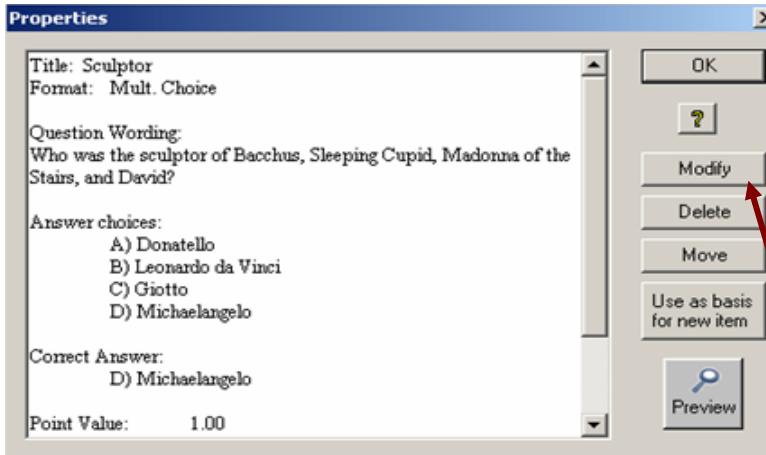 Properties
Title: Sculptor
Format: Mult. Choice
Question Wording:
Who was the sculptor of Bacchus, Sleeping Cupid, Madonna of the
Stairs, and David?
Answer choices:
A) Donatello
B) Leonardo da Vinci
C) Giotto
D) Michaelangelo
Correct Answer:
D) Michaelangelo
Point Value: 1.00
OK
?
Modify
Delete
Move
Use as basis
for new item
Preview